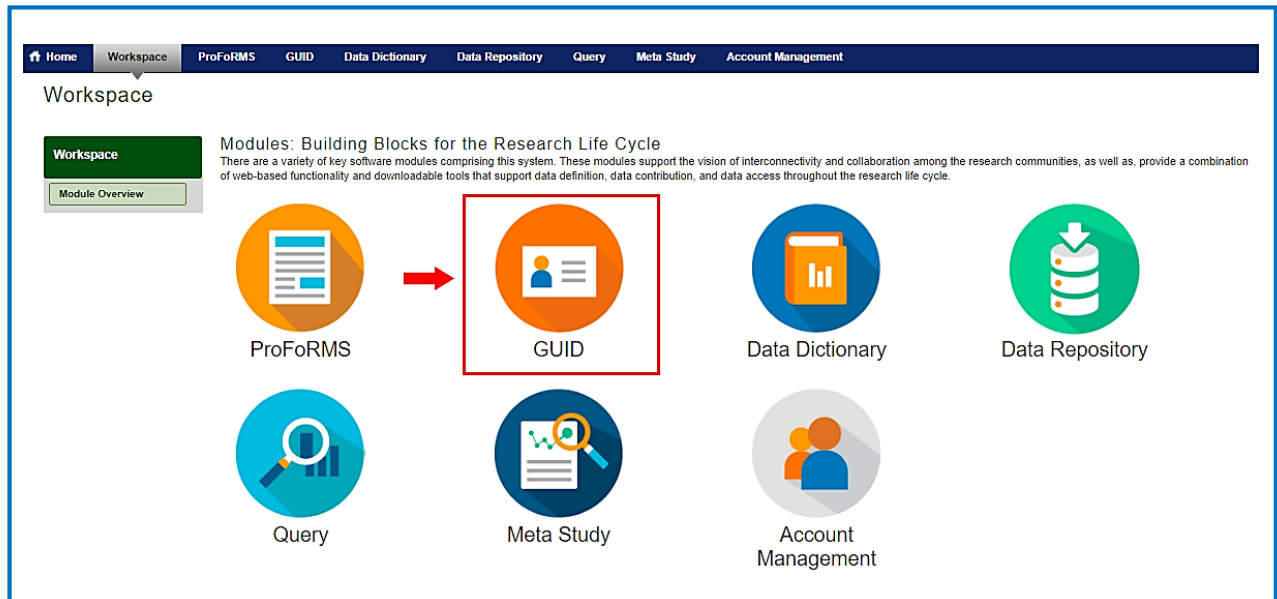 Home Workspace ProFoRMS GUID Data Dictionary Data Repository Query Meta Study Account Management
Workspace
Workspace
Module Overview
Modules: Building Blocks for the Research Life Cycle
There are a variety of key software modules comprising this system. These modules support the vision of interconnectivity and collaboration among the research communities, as well as, provide a combination
of web-based functionality and downloadable tools that support data definition, data contribution, and data access throughout the research life cycle.
ProFoRMS
GUID
Data Dictionary
Data Repository
Query
Meta Study
Account
Management